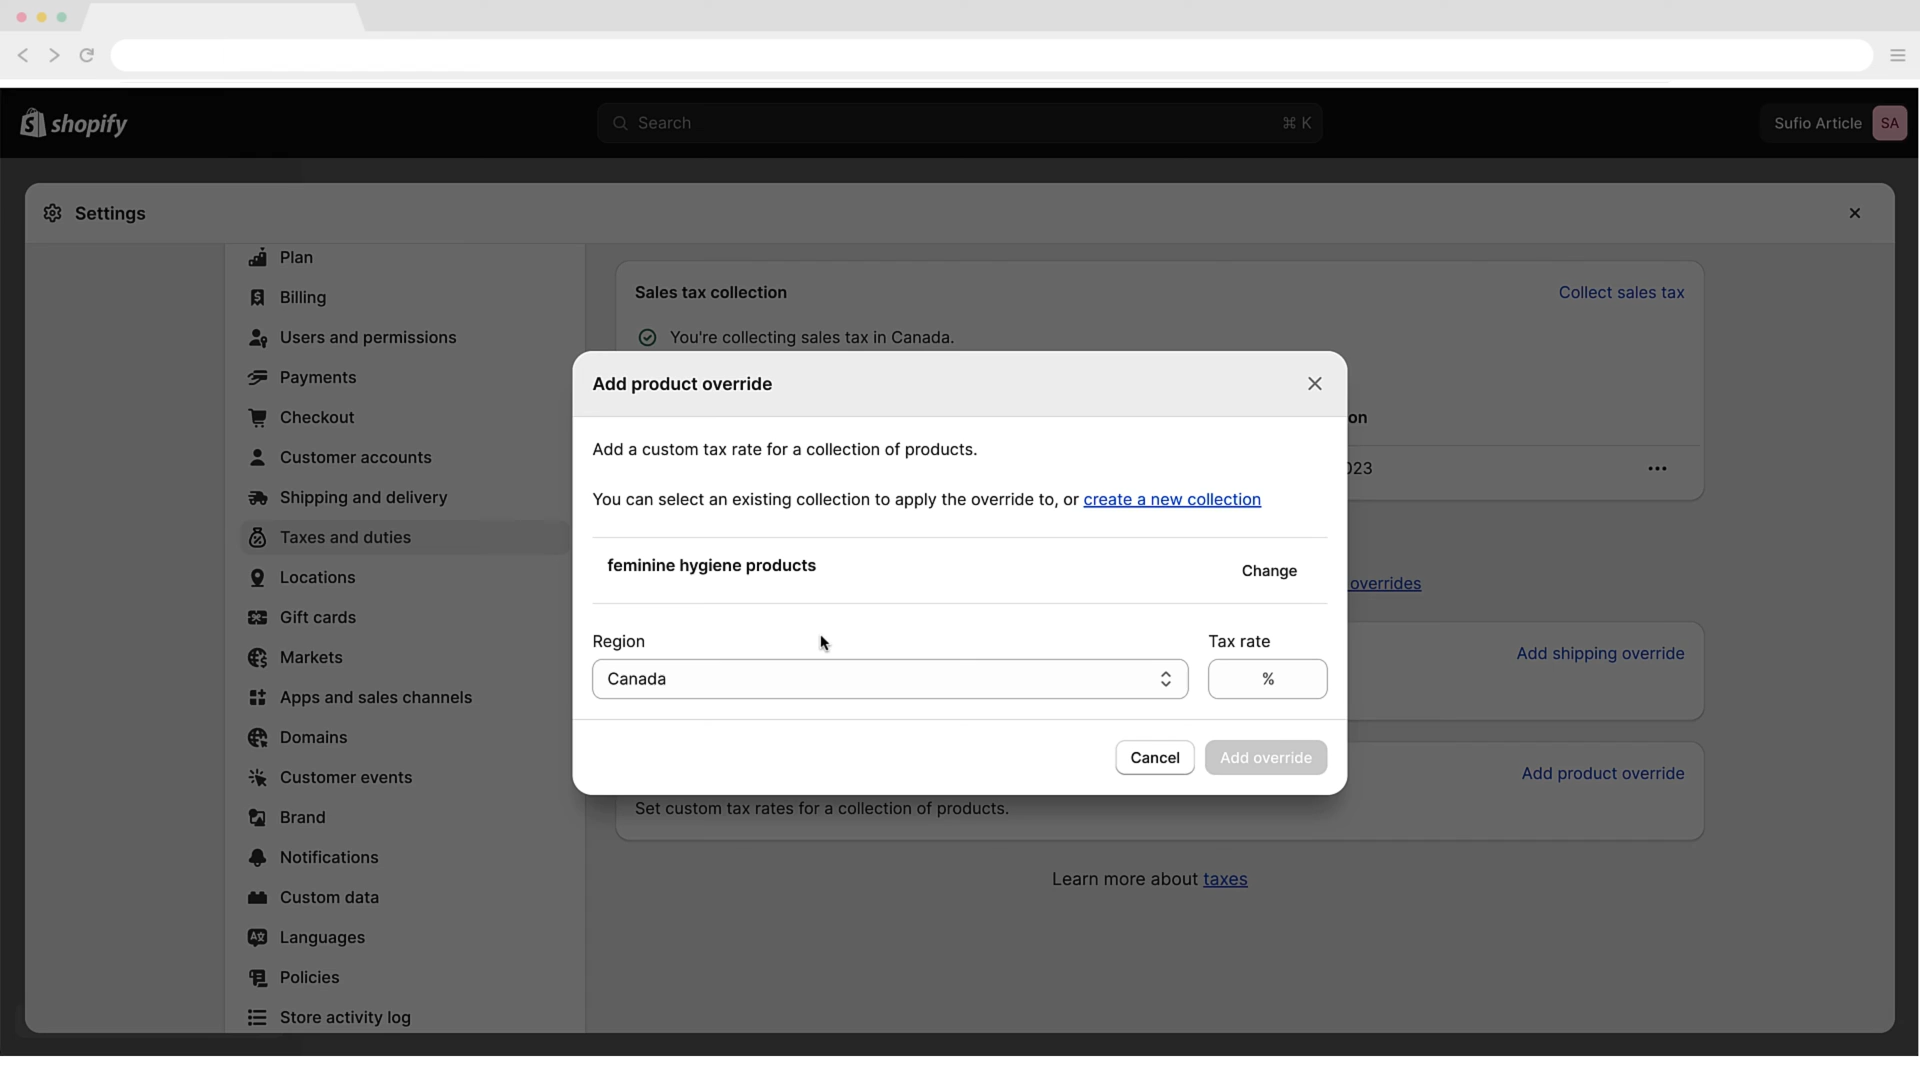 shopify
Search
⌘ K
Sufio Article
SA
Settings
Plan
Billing
Users and permissions
Payments
Checkout
Customer accounts
Shipping and delivery
Taxes and duties
Locations
Gift cards
Markets
Apps and sales channels
Domains
Customer events
Brand
Notifications
Custom data
Languages
Policies
Store activity log
Sales tax collection
Collect sales tax
You're collecting sales tax in Canada.
on
023
overrides
Add shipping override
Add product override
Set custom tax rates for a collection of products.
Learn more about taxes
Add product override
Add a custom tax rate for a collection of products.
You can select an existing collection to apply the override to, or create a new collection
feminine hygiene products
Change
Region
Tax rate
Canada
%
Cancel
Add override